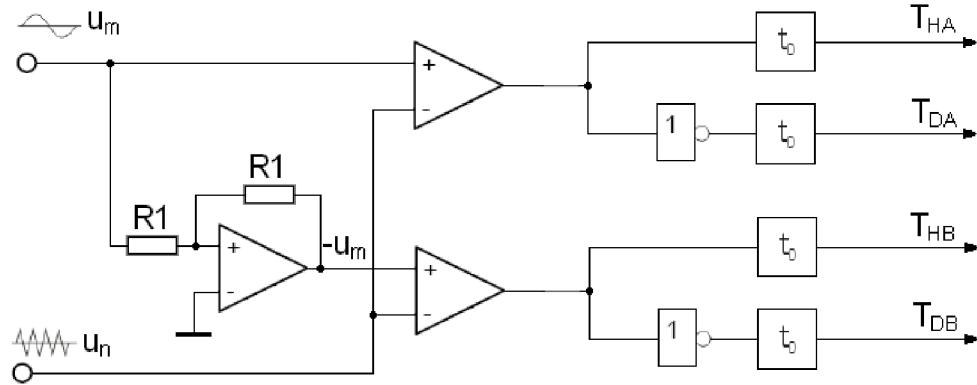 u_m
T_HA
+
t_0
-
1
t_0
T_DA
R1
R1
+
-
-u_m
+
-
T_HB
t_0
1
t_0
T_DB
u_n